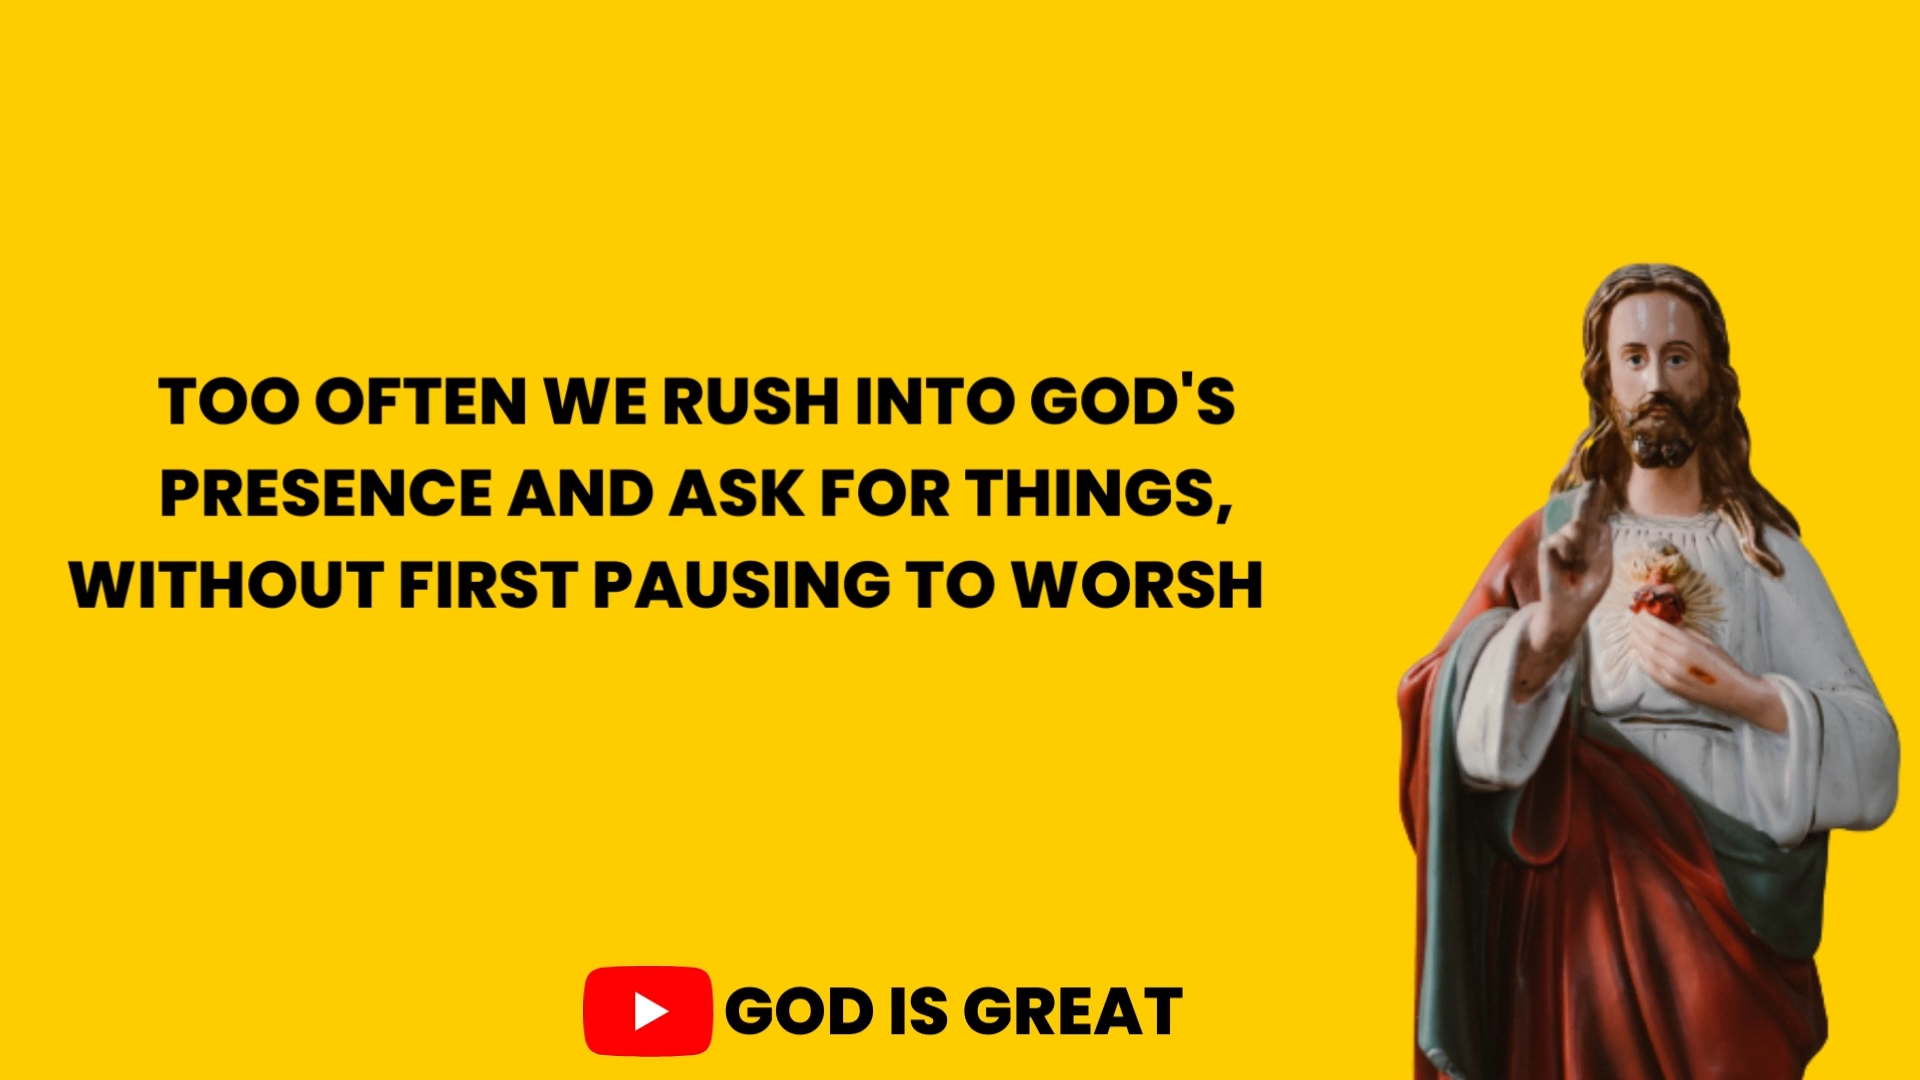 TOO OFTEN WE RUSH INTO GOD'S
PRESENCE AND ASK FOR THINGS,
WITHOUT FIRST PAUSING TO WORSH
GOD IS GREAT